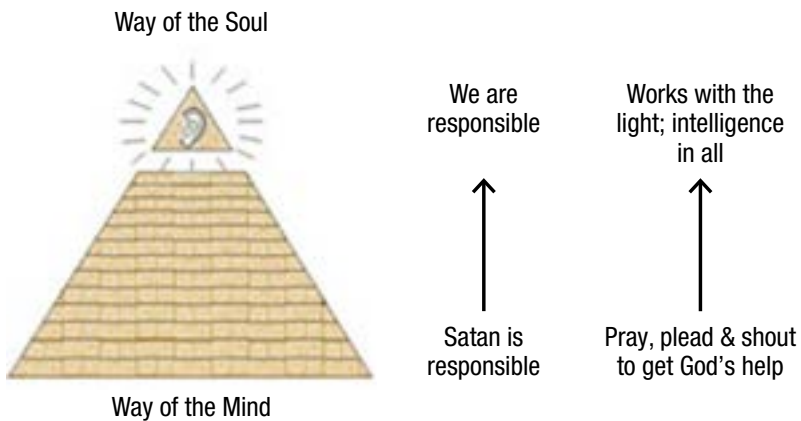 Way of the Soul
We are
responsible
Works with the
light; intelligence
in all
Satan is
responsible
Pray, plead & shout
to get God's help
Way of the Mind